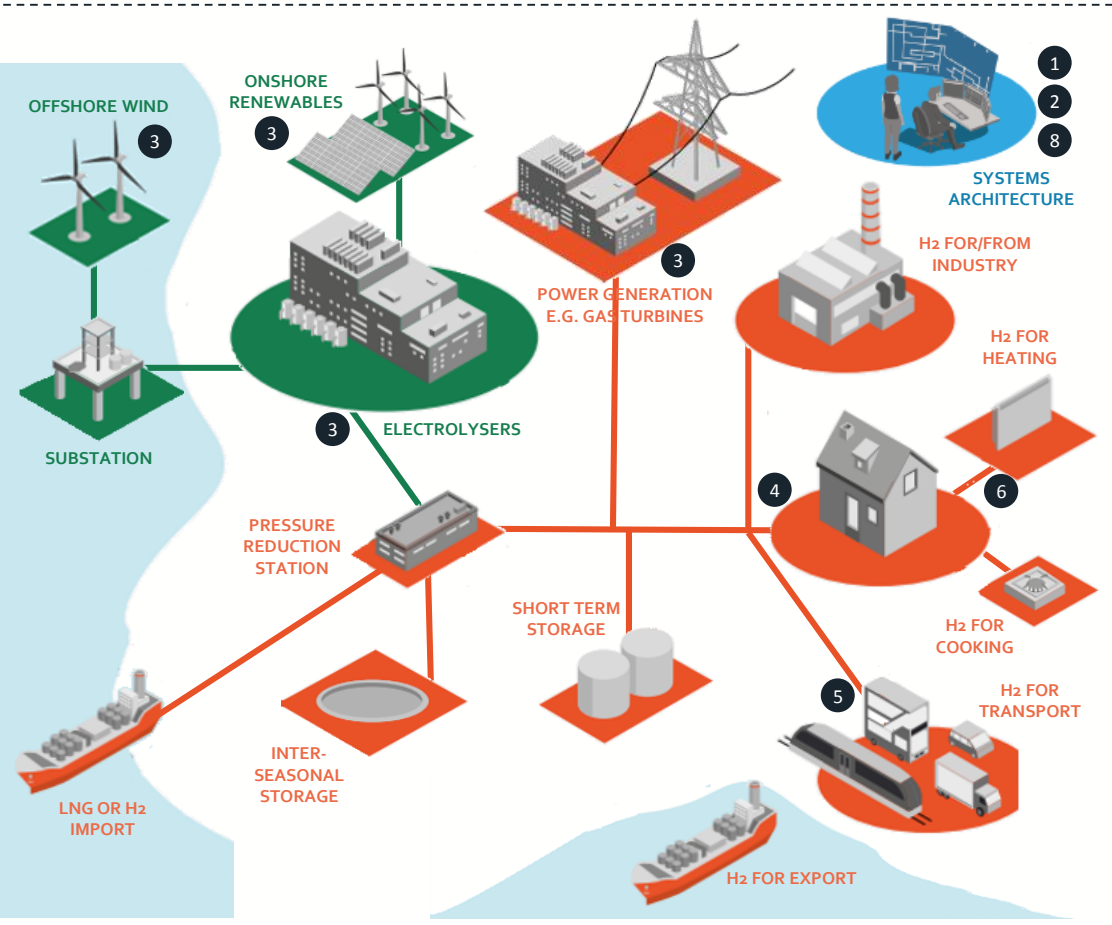 OFFSHORE WIND
3
ONSHORE
RENEWABLES
3
1
2
8
SYSTEMS
ARCHITECTURE
3
POWER GENERATION
E.G. GAS TURBINES
H2 FOR/FROM
INDUSTRY
H2 FOR
HEATING
3
ELECTROLYSERS
SUBSTATION
4
6
PRESSURE
REDUCTION
STATION
SHORT TERM
STORAGE
H2 FOR
COOKING
5
H2 FOR
TRANSPORT
INTER-
SEASONAL
STORAGE
LNG OR H2
IMPORT
H2 FOR EXPORT